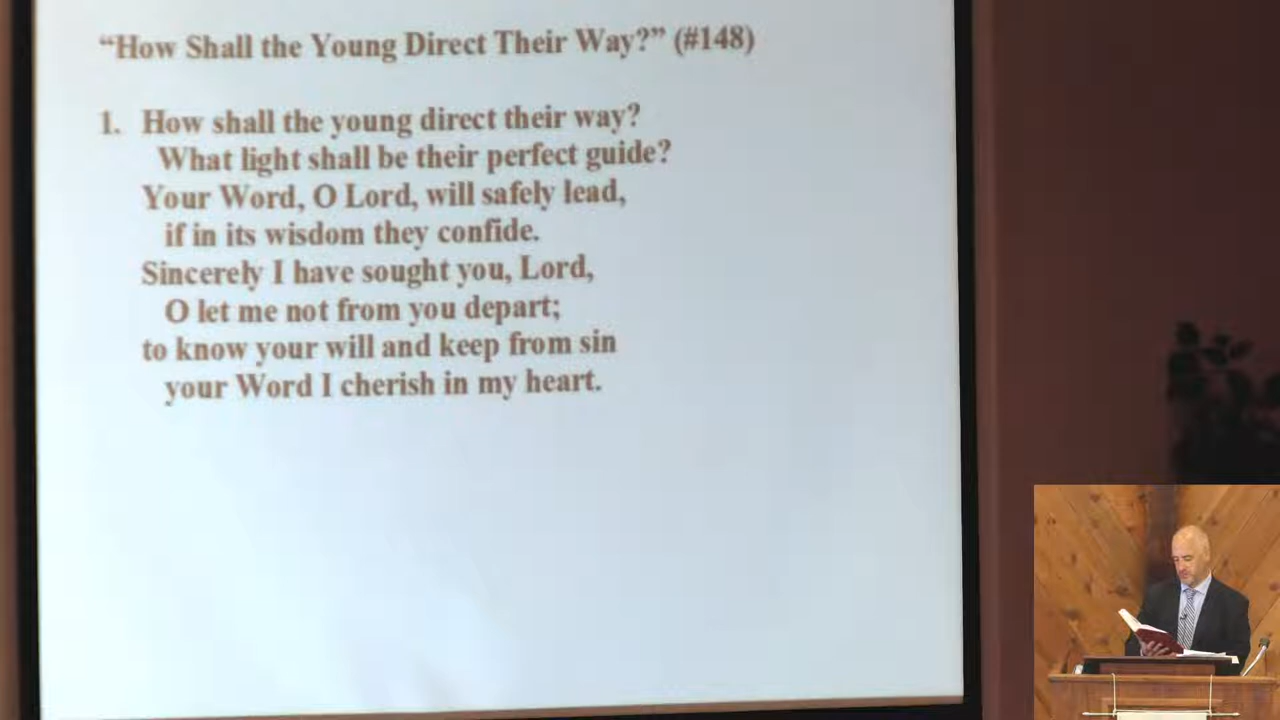 “How Shall the Young Direct Their Way?” (#148)
1. How shall the young direct their way?
What light shall be their perfect guide?
Your Word, O Lord, will safely lead,
if in its wisdom they confide.
Sincerely I have sought you, Lord,
O let me not from you depart;
to know your will and keep from sin
your Word I cherish in my heart.